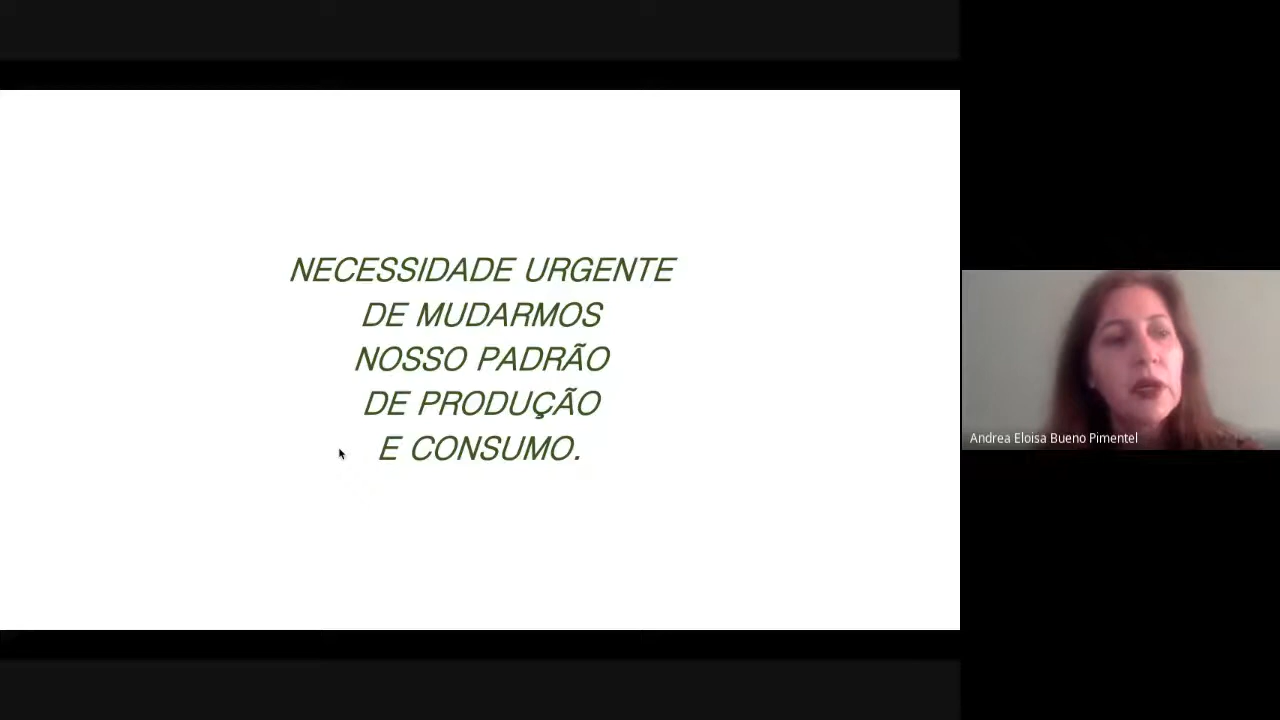 NECESSIDADE URGENTE
DE MUDARMOS
NOSSO PADRÃO
DE PRODUÇÃO
E CONSUMO.
Andrea Eloisa Bueno Pimentel